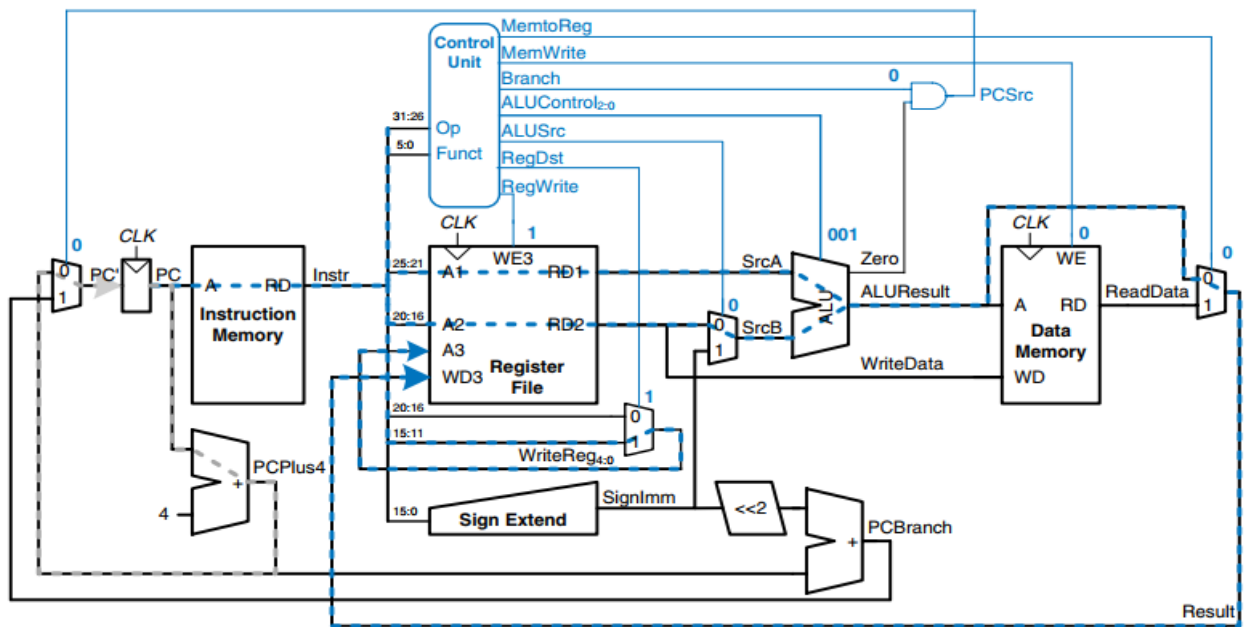 MemtoReg
Control
Unit
MemWrite
Branch
0
PCSrc
ALUControl2:0
31:26
Op
ALUSrc
5:0
Funct
RegDst
RegWrite
0
CLK
CLK
1
001
CLK
0
0
0
PC'
PC
WE3
Zero
WE
0
1
A
RD
Instr
25:21
A1
RD1
SrcA
ALU
ALUResult
A
RD
ReadData
1
Instruction
Memory
20:16
A2
RD2
0
0
SrcB
1
Data
Memory
A3
Register
File
WD3
WriteData
WD
20:16
0
1
15:11
1
WriteReg4:0
PCPlus4
+
4
SignImm
15:0
Sign Extend
<<2
PCBranch
+
Result